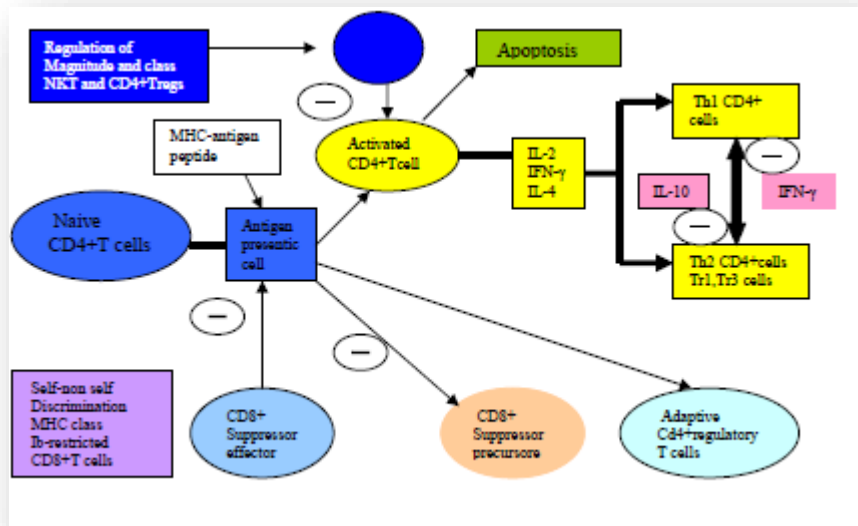 Regulation of
Magnitude and class
NKT and CD4+Tregs
Apoptosis
MHC-antigen
peptide
Activated
CD4+Tcell
IL-2
IFN-γ
IL-4
Th1 CD4+
cells
IL-10
IFN-γ
Th2 CD4+cells
Tr1,Tr3 cells
Naive
CD4+T cells
Antigen
presentic
cell
Self-non self
Discrimination
MHC class
Ib-restricted
CD8+T cells
CD8+
Suppressor
effector
CD8+
Suppressor
precursore
Adaptive
Cd4+regulatory
T cells